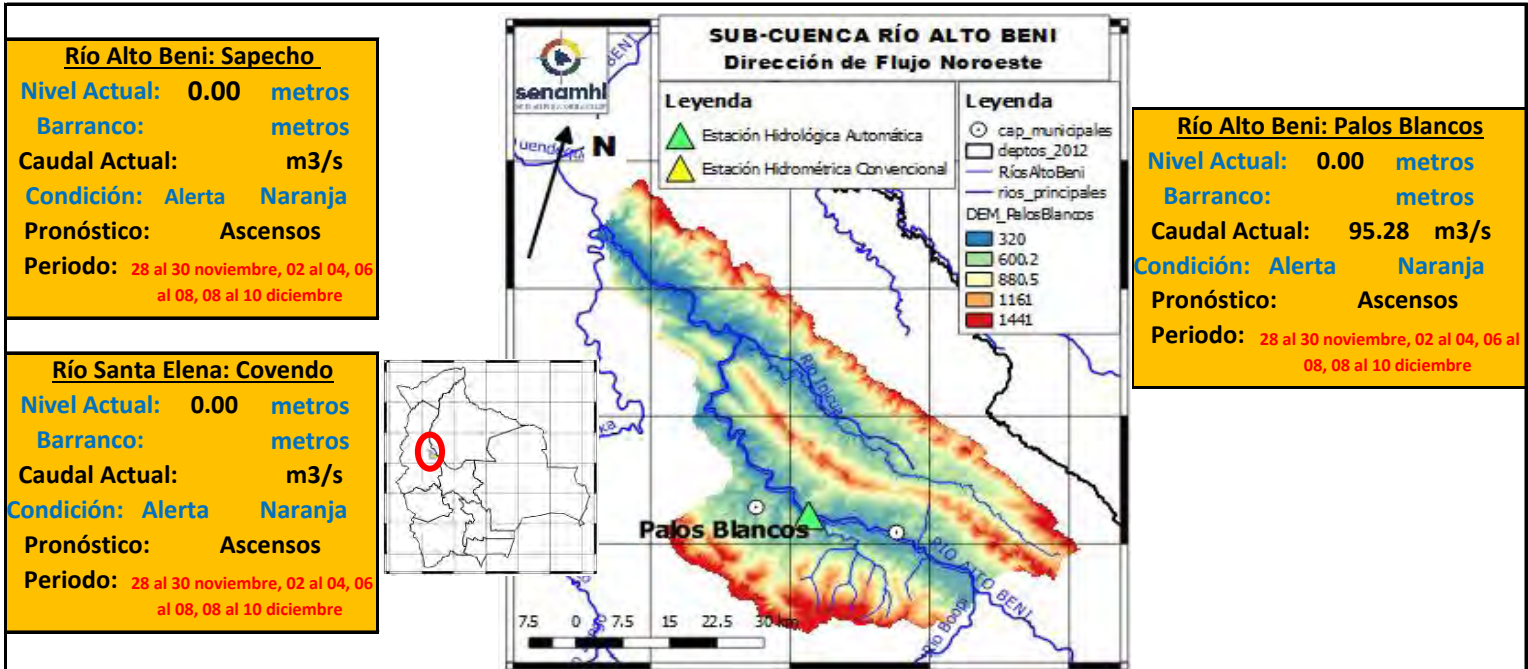 Río Alto Beni: Sapecho
Nivel Actual: 0.00 metros
Barranco: metros
Caudal Actual: m3/s
Condición: Alerta Naranja
Pronóstico: Ascensos
Periodo: 28 al 30 noviembre, 02 al 04, 06
al 08, 08 al 10 diciembre
Río Santa Elena: Covendo
Nivel Actual: 0.00 metros
Barranco: metros
Caudal Actual: m3/s
Condición: Alerta Naranja
Pronóstico: Ascensos
Periodo: 28 al 30 noviembre, 02 al 04, 06
al 08, 08 al 10 diciembre
SUB-CUENCA RÍO ALTO BENI
Dirección de Flujo Noroeste
senamhi
BENI
N
Leyenda
Estación Hidrológica Automática
Estación Hidrométrica Convencional
Leyenda
cap_municipales
deptos_2012
RíosAltoBeni
rios_principales
DEM_PalosBlancos
320
600.2
880.5
1161
1441
Río Inicua
Palos Blancos
RÍO ALTO BENI
Río Boopi
7.5 0 7.5 15 22.5 30 km
Río Alto Beni: Palos Blancos
Nivel Actual: 0.00 metros
Barranco: metros
Caudal Actual: 95.28 m3/s
Condición: Alerta Naranja
Pronóstico: Ascensos
Periodo: 28 al 30 noviembre, 02 al 04, 06 al
08, 08 al 10 diciembre